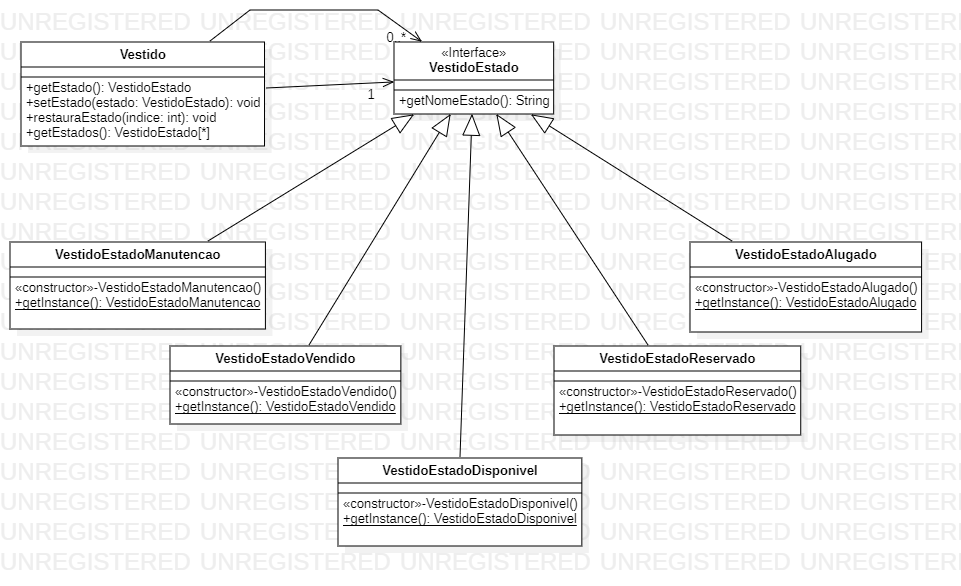 Vestido
+getEstado(): VestidoEstado
+setEstado(estado: VestidoEstado): void
+restauraEstado(indice: int): void
+getEstados(): VestidoEstado[*]
0..*
1
«Interface»
VestidoEstado
+getNomeEstado(): String
VestidoEstadoManutencao
«constructor»-VestidoEstadoManutencao()
+getInstance(): VestidoEstadoManutencao
VestidoEstadoAlugado
«constructor»-VestidoEstadoAlugado()
+getInstance(): VestidoEstadoAlugado
VestidoEstadoVendido
«constructor»-VestidoEstadoVendido()
+getInstance(): VestidoEstadoVendido
VestidoEstadoReservado
«constructor»-VestidoEstadoReservado()
+getInstance(): VestidoEstadoReservado
VestidoEstadoDisponivel
«constructor»-VestidoEstadoDisponivel()
+getInstance(): VestidoEstadoDisponivel
UNREGISTERED UNREGISTERED UNREGISTERED UNREGISTERED